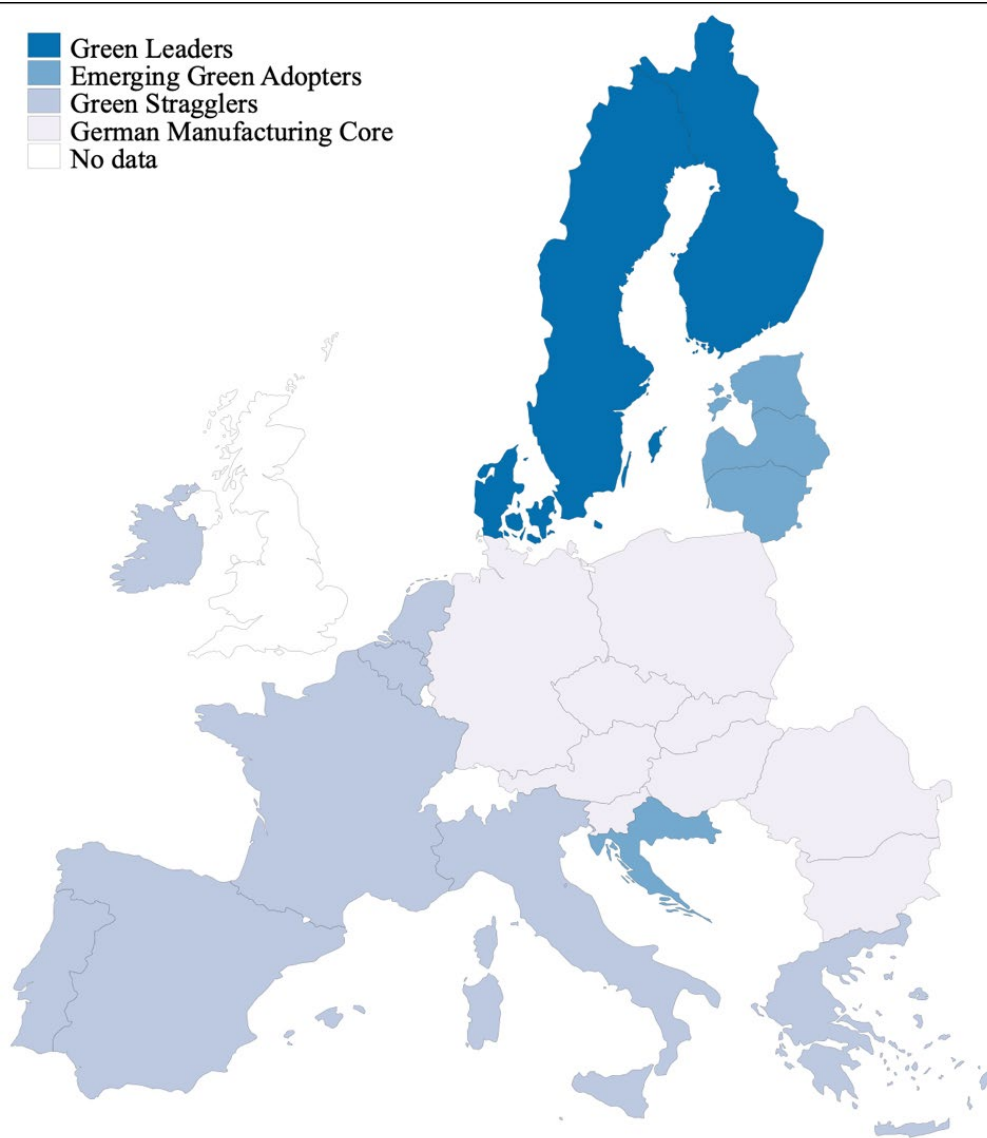 Green Leaders
Emerging Green Adopters
Green Stragglers
German Manufacturing Core
No data